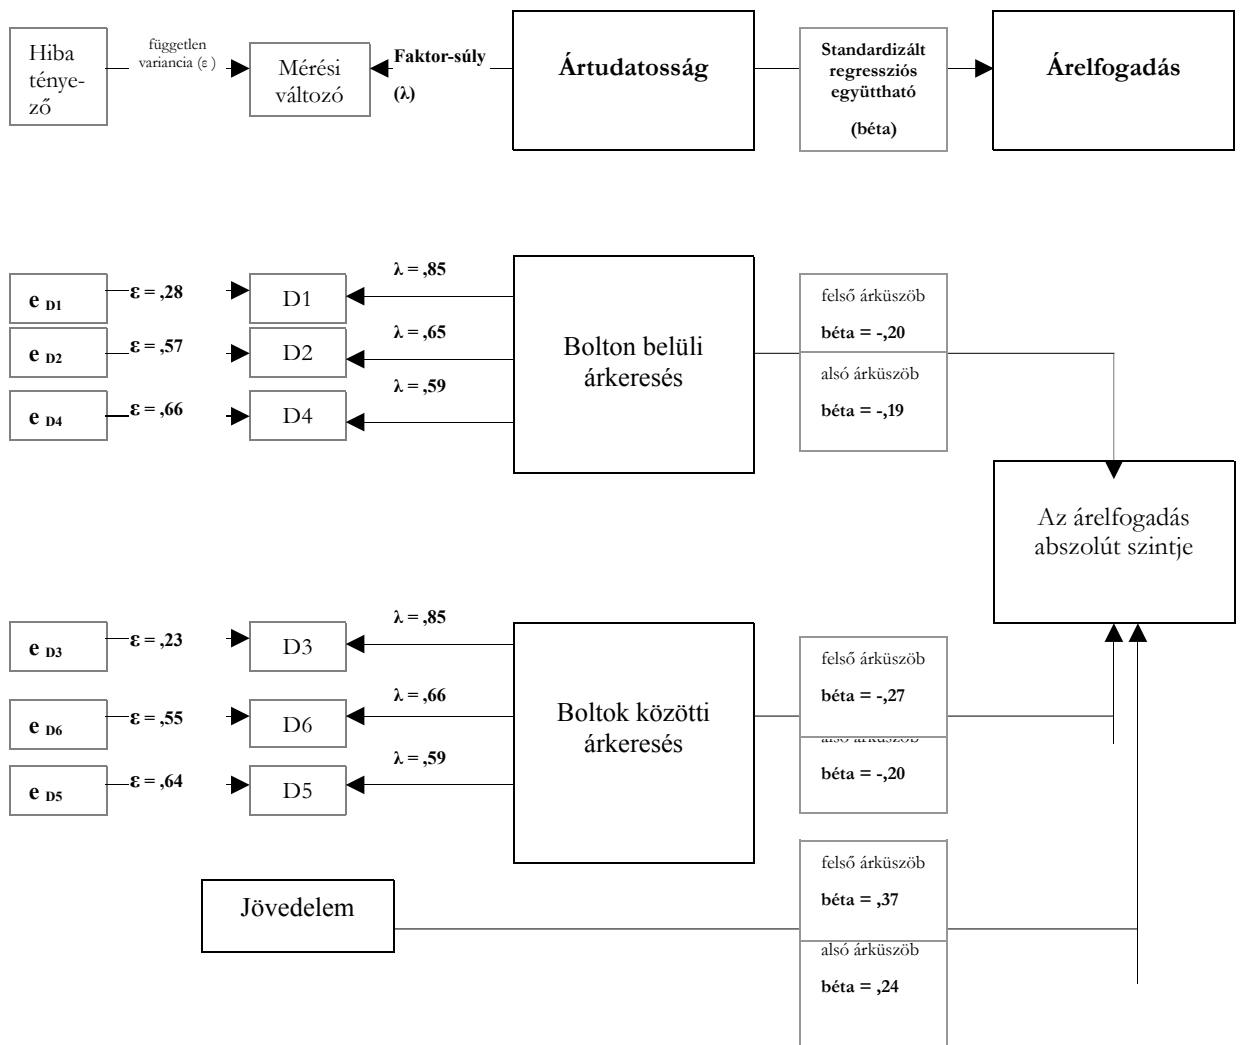 Hiba
ténye-
ző
független
variancia (ε )
Mérési
változó
Faktor-súly
(λ)
Ártudatosság
Standardizált
regressziós
együttható
(béta)
Árelfogadás
e D1
ε = ,28
D1
λ = ,85
e D2
ε = ,57
D2
λ = ,65
e D4
ε = ,66
D4
λ = ,59
Bolton belüli
árkeresés
felső árküszöb
béta = -,20
alsó árküszöb
béta = -,19
Az árelfogadás
abszolút szintje
e D3
ε = ,23
D3
λ = ,85
e D6
ε = ,55
D6
λ = ,66
e D5
ε = ,64
D5
λ = ,59
Boltok közötti
árkeresés
felső árküszöb
béta = -,27
alsó árküszöb
béta = -,20
Jövedelem
felső árküszöb
béta = ,37
alsó árküszöb
béta = ,24